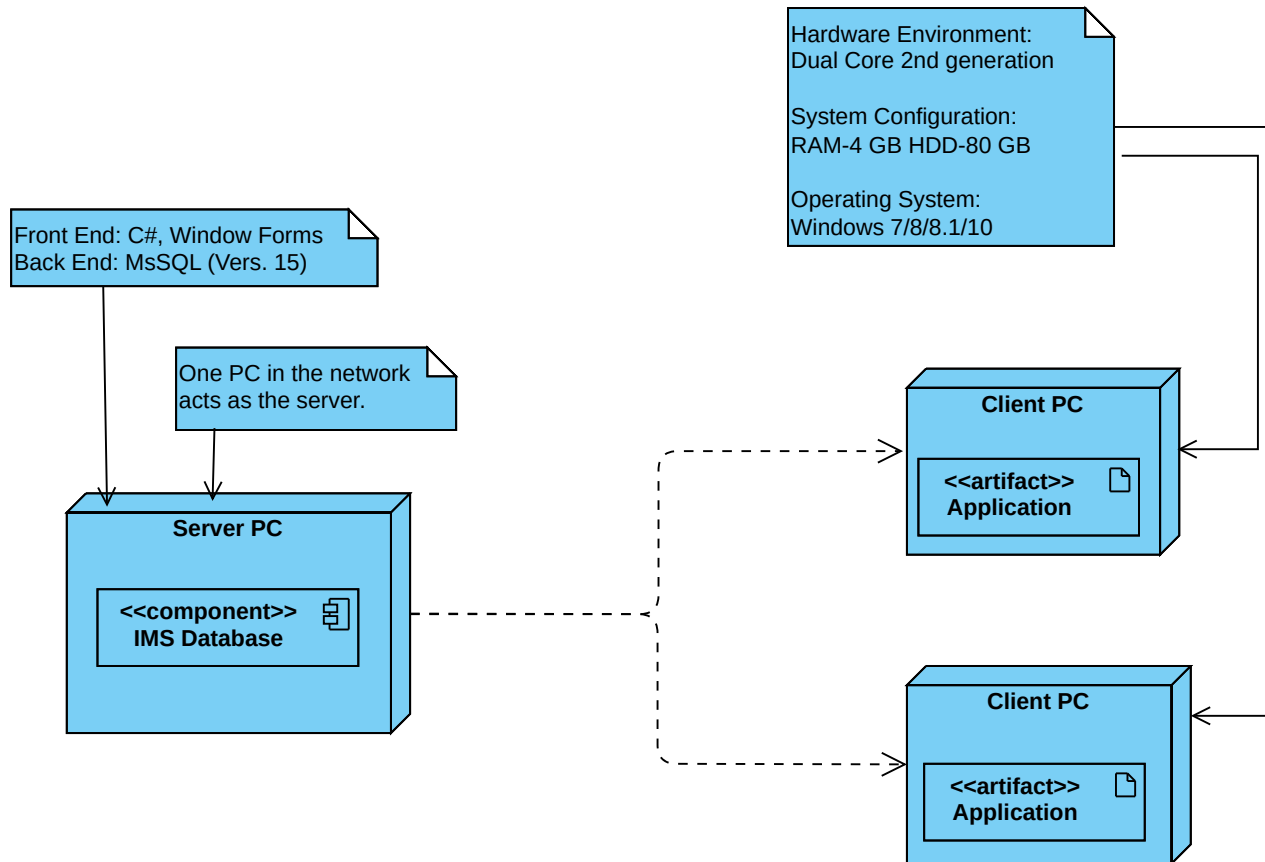 Hardware Environment:
Dual Core 2nd generation
System Configuration:
RAM-4 GB HDD-80 GB
Operating System:
Windows 7/8/8.1/10
Front End: C#, Window Forms
Back End: MsSQL (Vers. 15)
One PC in the network
acts as the server.
Server PC
<<component>>
IMS Database
Client PC
<<artifact>>
Application
Client PC
<<artifact>>
Application